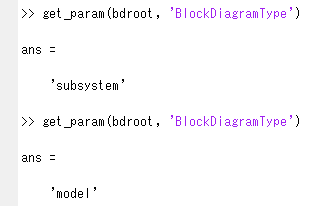 >> get_param(bdroot, 'BlockDiagramType')
ans =
'subsystem'
>> get_param(bdroot, 'BlockDiagramType')
ans =
'model'